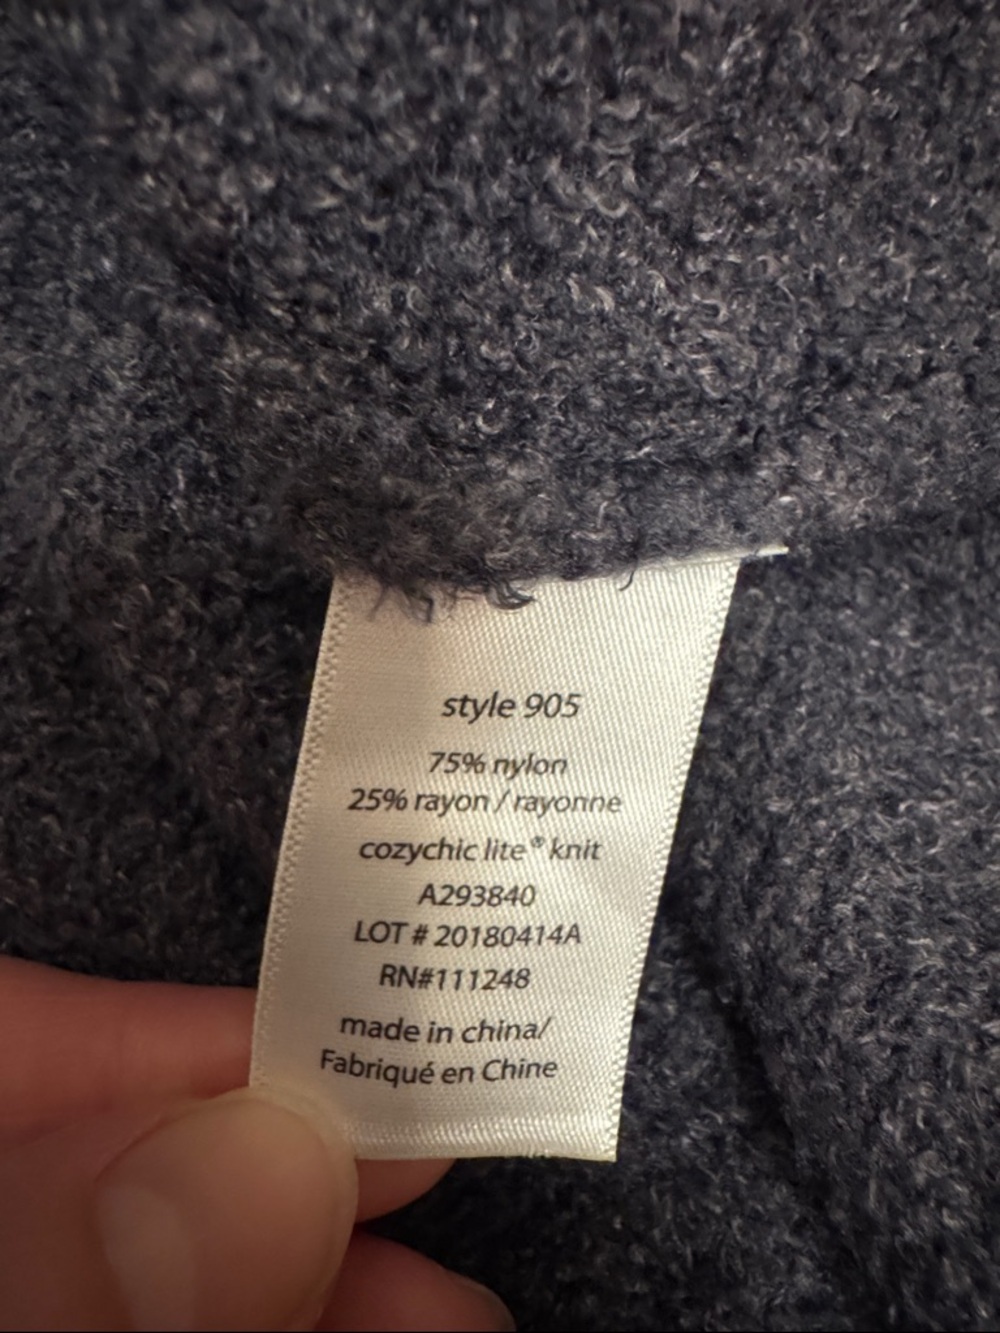 style 905
75% nylon
25% rayon / rayonne
cozychic lite® knit
A293840
LOT # 20180414A
RN#111248
made in china/
Fabriqué en Chine